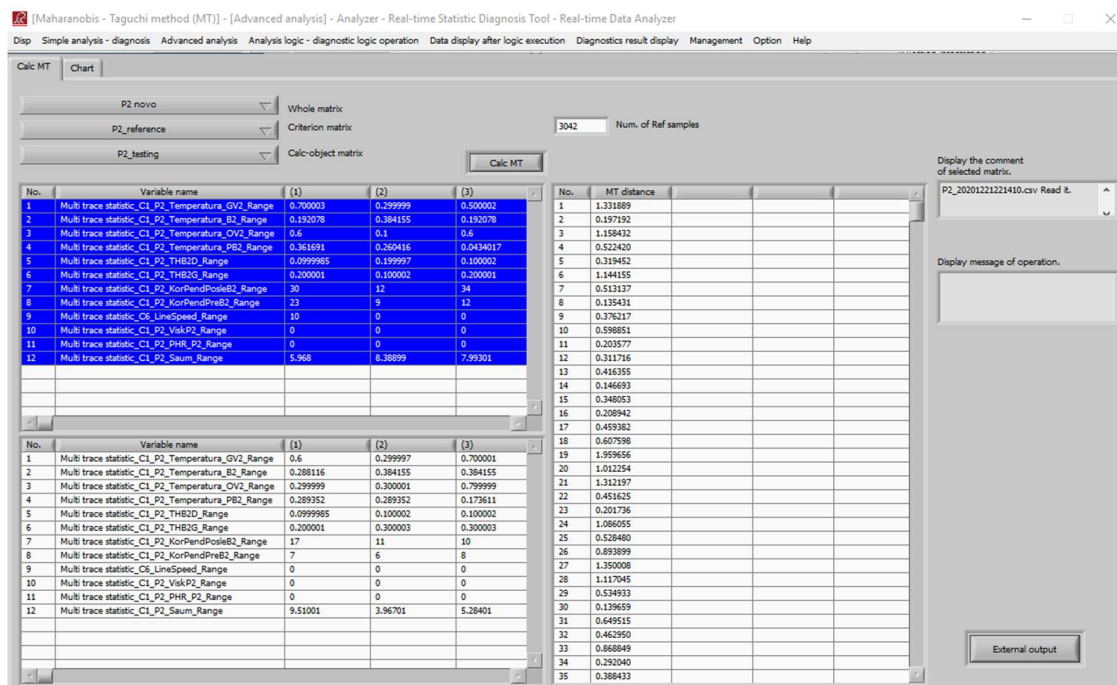 [Maharanobis - Taguchi method (MT)] - [Advanced analysis] - Analyzer - Real-time Statistic Diagnosis Tool - Real-time Data Analyzer
Disp Simple analysis - diagnosis Advanced analysis Analysis logic - diagnostic logic operation Data display after logic execution Diagnostics result display Management Option Help
Calc MT Chart
P2 novo Whole matrix
P2_reference Criterion matrix
3042 Num. of Ref samples
P2_testing Calc-object matrix
Calc MT
No. Variable name (1) (2) (3)
1 Multi trace statistic_C1_P2_Temperatura_GV2_Range 0.700003 0.299999 0.500002
2 Multi trace statistic_C1_P2_Temperatura_B2_Range 0.192078 0.384155 0.192078
3 Multi trace statistic_C1_P2_Temperatura_OV2_Range 0.6 0.1 0.6
4 Multi trace statistic_C1_P2_Temperatura_PB2_Range 0.361691 0.260416 0.0434017
5 Multi trace statistic_C1_P2_THB2D_Range 0.0999985 0.199997 0.100002
6 Multi trace statistic_C1_P2_THB2G_Range 0.200001 0.100002 0.200001
7 Multi trace statistic_C1_P2_KorPendPosleB2_Range 30 12 34
8 Multi trace statistic_C1_P2_KorPendPreB2_Range 23 9 12
9 Multi trace statistic_C6_LineSpeed_Range 10 0 0
10 Multi trace statistic_C1_P2_ViskP2_Range 0 0 0
11 Multi trace statistic_C1_P2_PHR_P2_Range 0 0 0
12 Multi trace statistic_C1_P2_Saum_Range 5.968 8.38899 7.99301
No. Variable name (1) (2) (3)
1 Multi trace statistic_C1_P2_Temperatura_GV2_Range 0.6 0.299997 0.700001
2 Multi trace statistic_C1_P2_Temperatura_B2_Range 0.288116 0.384155 0.384155
3 Multi trace statistic_C1_P2_Temperatura_OV2_Range 0.299999 0.300001 0.799999
4 Multi trace statistic_C1_P2_Temperatura_PB2_Range 0.289352 0.289352 0.173611
5 Multi trace statistic_C1_P2_THB2D_Range 0.0999985 0.100002 0.100002
6 Multi trace statistic_C1_P2_THB2G_Range 0.200001 0.300003 0.300003
7 Multi trace statistic_C1_P2_KorPendPosleB2_Range 17 11 10
8 Multi trace statistic_C1_P2_KorPendPreB2_Range 7 6 8
9 Multi trace statistic_C6_LineSpeed_Range 0 0 0
10 Multi trace statistic_C1_P2_ViskP2_Range 0 0 0
11 Multi trace statistic_C1_P2_PHR_P2_Range 0 0 0
12 Multi trace statistic_C1_P2_Saum_Range 9.51001 3.96701 5.28401
No. MT distance
1 1.331889
2 0.197192
3 1.158432
4 0.522420
5 0.319452
6 1.144155
7 0.513137
8 0.135431
9 0.376217
10 0.598851
11 0.203577
12 0.311716
13 0.416355
14 0.146693
15 0.348053
16 0.208942
17 0.459382
18 0.607598
19 1.959656
20 1.012254
21 1.312197
22 0.451625
23 0.201736
24 1.086055
25 0.528480
26 0.893899
27 1.350008
28 1.117045
29 0.534933
30 0.139659
31 0.649515
32 0.462950
33 0.868849
34 0.292040
35 0.388433
Display the comment
of selected matrix.
P2_20201221221410.csv Read it.
Display message of operation.
External output